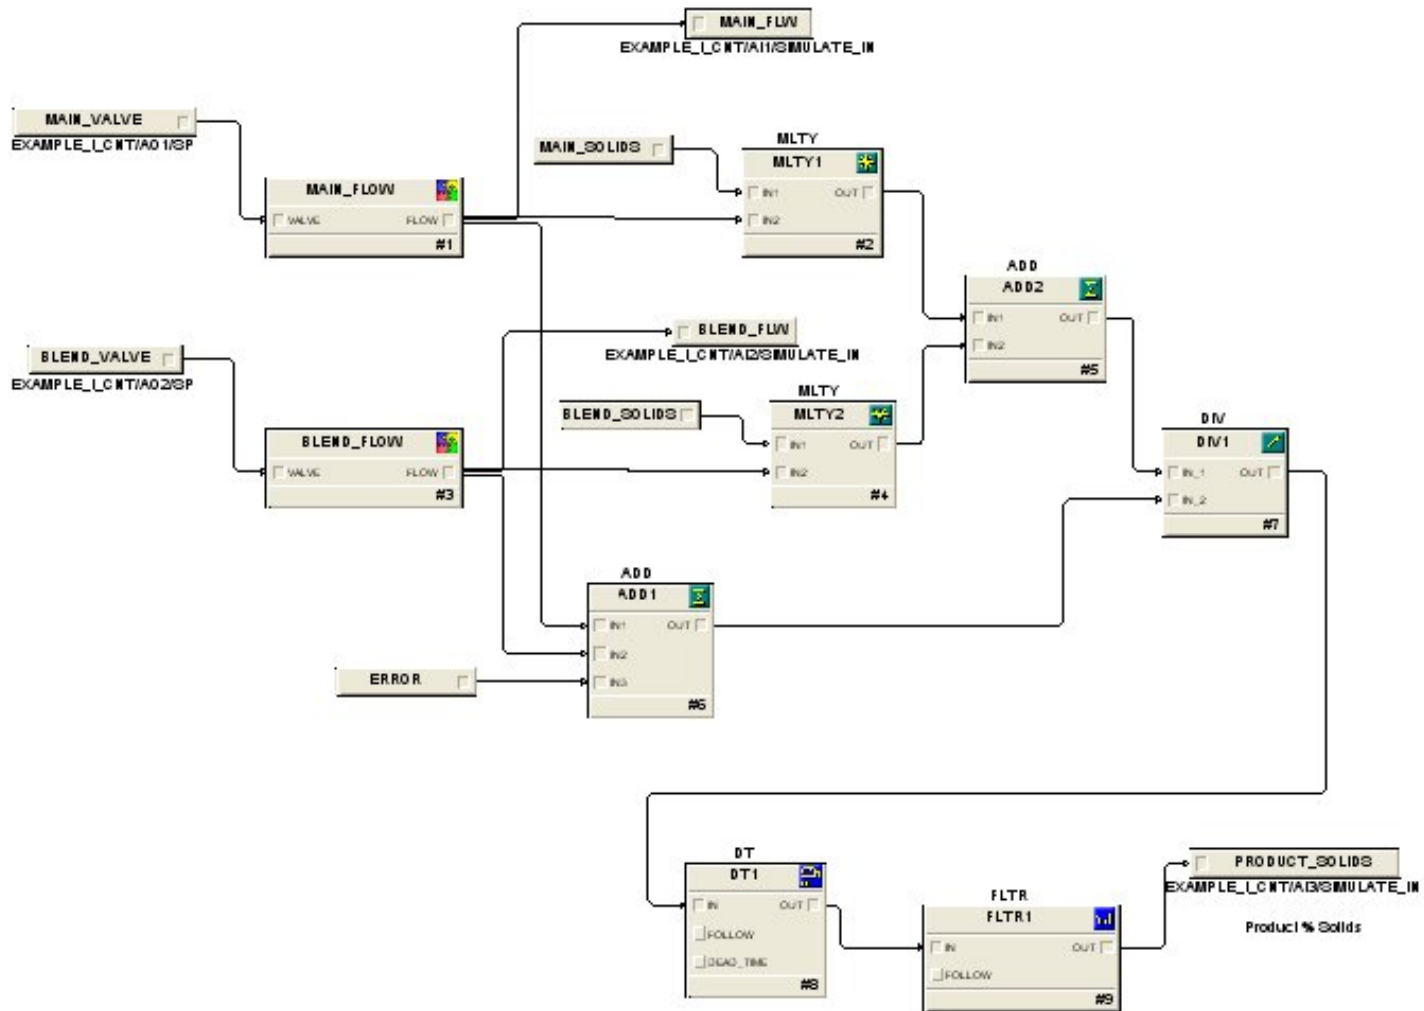 MAIN_FLW
EXAMPLE_I_CNT/AI1/SIMULATE_IN
MAIN_VALVE
EXAMPLE_I_CNT/AO1/SP
MAIN_SOLIDS
MLTY
MLTY1
IN1 OUT
IN2
#2
MAIN_FLOW
VALVE FLOW
#1
ADD
ADD2
IN1 OUT
IN2
#5
BLEND_FLW
EXAMPLE_I_CNT/AI2/SIMULATE_IN
BLEND_VALVE
EXAMPLE_I_CNT/AO2/SP
BLEND_SOLIDS
MLTY
MLTY2
IN1 OUT
IN2
#4
BLEND_FLOW
VALVE FLOW
#3
DIV
DIV1
IN_1 OUT
IN_2
#7
ADD
ADD1
IN1 OUT
IN2
IN3
#6
ERROR
DT
DT1
IN OUT
FOLLOW
DEAD_TIME
#8
FLTR
FLTR1
IN OUT
FOLLOW
#9
PRODUCT_SOLIDS
EXAMPLE_I_CNT/AI3/SIMULATE_IN
Product % Solids